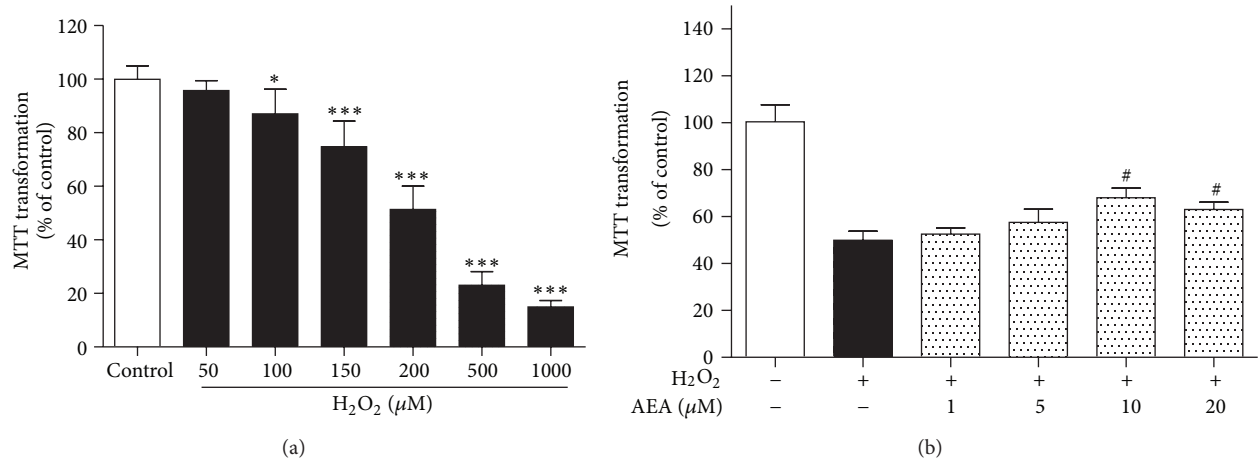 120
100
80
60
40
20
0
MTT transformation
(% of control)
*
***
***
***
***
Control 50 100 150 200 500 1000
H₂O₂ (μM)
(a)
140
120
100
80
60
40
20
0
MTT transformation
(% of control)
#
#
H₂O₂ − + + + + +
AEA (μM) − − 1 5 10 20
(b)